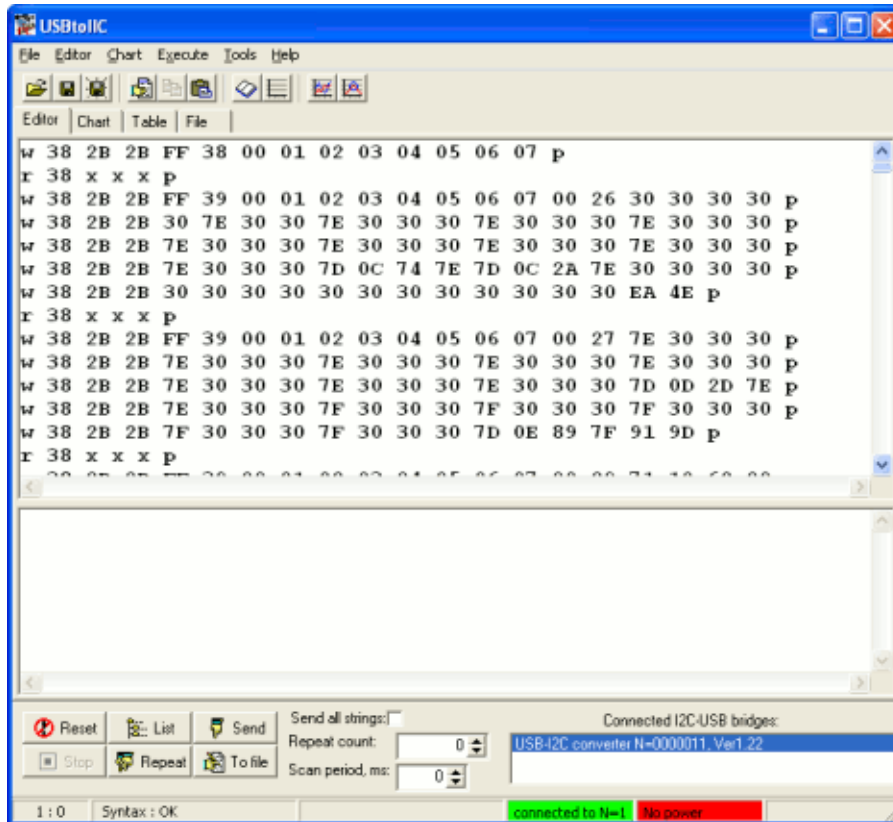 USBtoIIC
File Editor Chart Execute Tools Help
Editor Chart Table File
w 38 2B 2B FF 38 00 01 02 03 04 05 06 07 p
r 38 x x x p
w 38 2B 2B FF 39 00 01 02 03 04 05 06 07 00 26 30 30 30 30 p
w 38 2B 2B 30 7E 30 30 7E 30 30 30 7E 30 30 30 7E 30 30 30 p
w 38 2B 2B 7E 30 30 30 7E 30 30 30 7E 30 30 30 7E 30 30 30 p
w 38 2B 2B 7E 30 30 30 7D 0C 74 7E 7D 0C 2A 7E 30 30 30 30 p
w 38 2B 2B 30 30 30 30 30 30 30 30 30 30 30 30 EA 4E p
r 38 x x x p
w 38 2B 2B FF 39 00 01 02 03 04 05 06 07 00 27 7E 30 30 30 p
w 38 2B 2B 7E 30 30 30 7E 30 30 30 7E 30 30 30 7E 30 30 30 p
w 38 2B 2B 7E 30 30 30 7E 30 30 30 7E 30 30 30 7D 0D 2D 7E p
w 38 2B 2B 7E 30 30 30 7F 30 30 30 7F 30 30 30 7F 30 30 30 p
w 38 2B 2B 7F 30 30 30 7F 30 30 30 7D 0E 89 7F 91 9D p
r 38 x x x p
Reset List Send Send all strings: Connected I2C-USB bridges:
Stop Repeat To file Repeat count: 0 USB-I2C converter N=0000011, Ver1.22
Scan period, ms: 0
1 : 0 Syntax : OK connected to N=1 No power